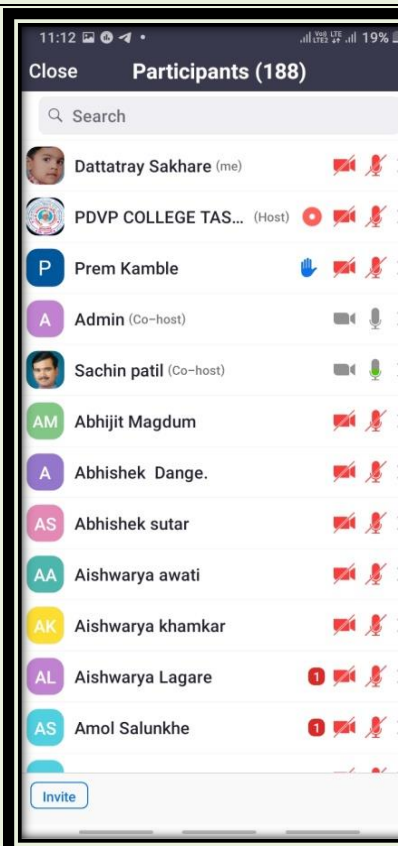 11:12 19%
Close Participants (188)
Search
Dattatray Sakhare (me)
PDVP COLLEGE TAS... (Host)
P Prem Kamble
A Admin (Co-host)
Sachin patil (Co-host)
AM Abhijit Magdum
A Abhishek Dange.
AS Abhishek sutar
AA Aishwarya awati
AK Aishwarya khamkar
AL Aishwarya Lagare 1
AS Amol Salunkhe 1
Invite